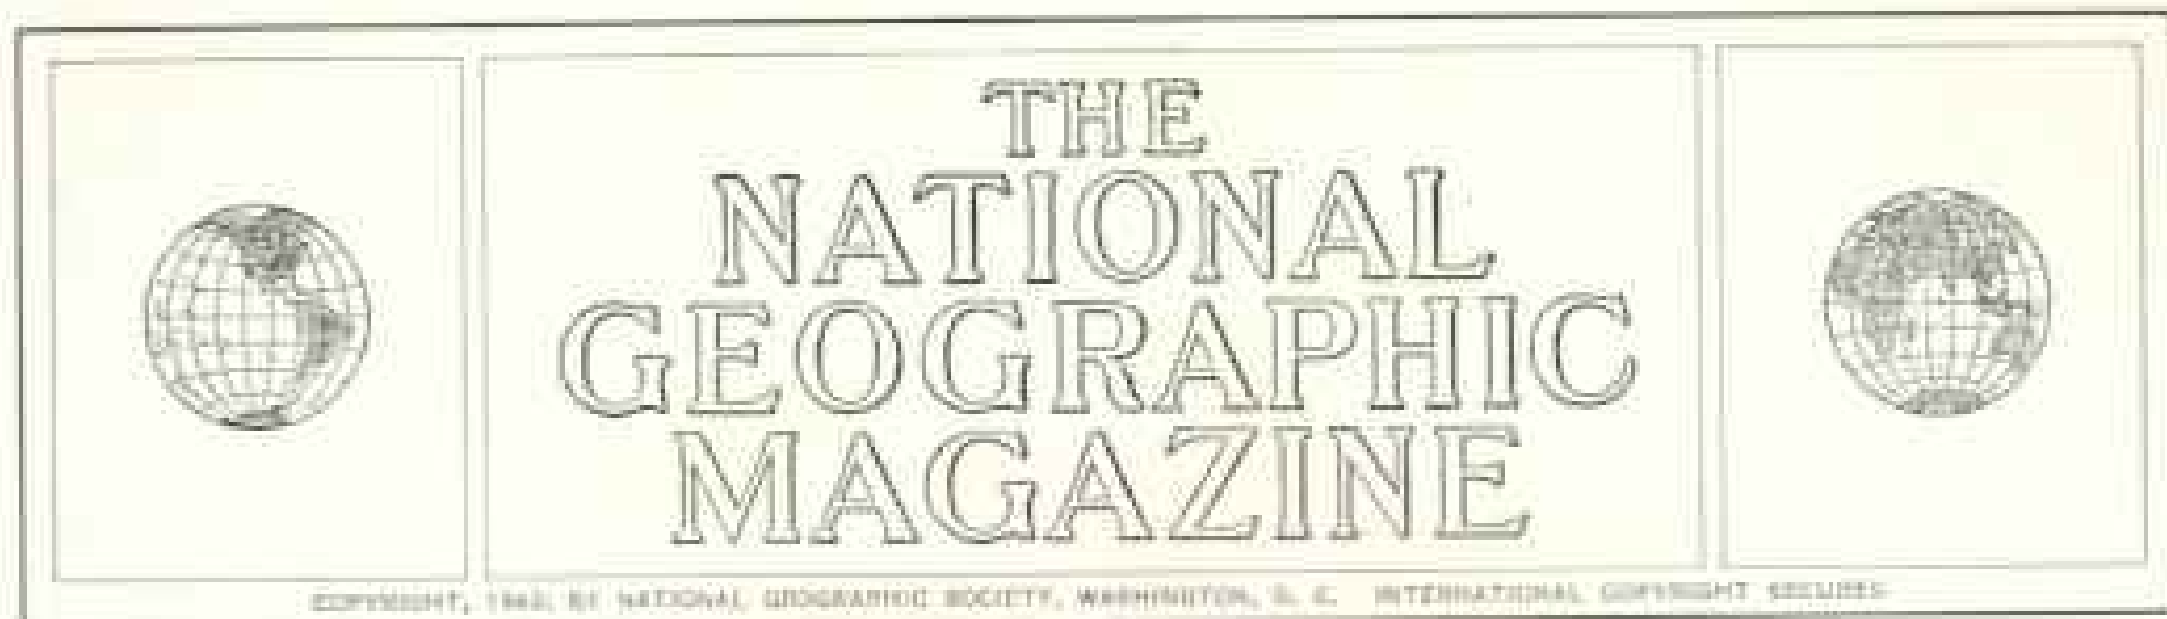 THE
NATIONAL
GEOGRAPHIC
MAGAZINE
COPYRIGHT, BY NATIONAL GEOGRAPHIC SOCIETY, WASHINGTON, D. C. INTERNATIONAL COPYRIGHT SECURED